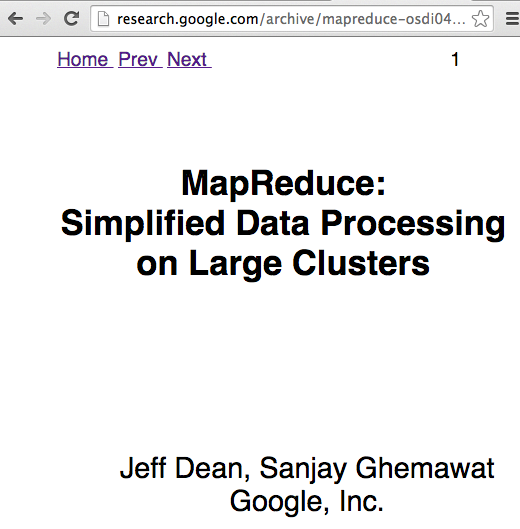 research.google.com/archive/mapreduce-osdi04...
Home Prev Next 1
MapReduce:
Simplified Data Processing
on Large Clusters
Jeff Dean, Sanjay Ghemawat
Google, Inc.